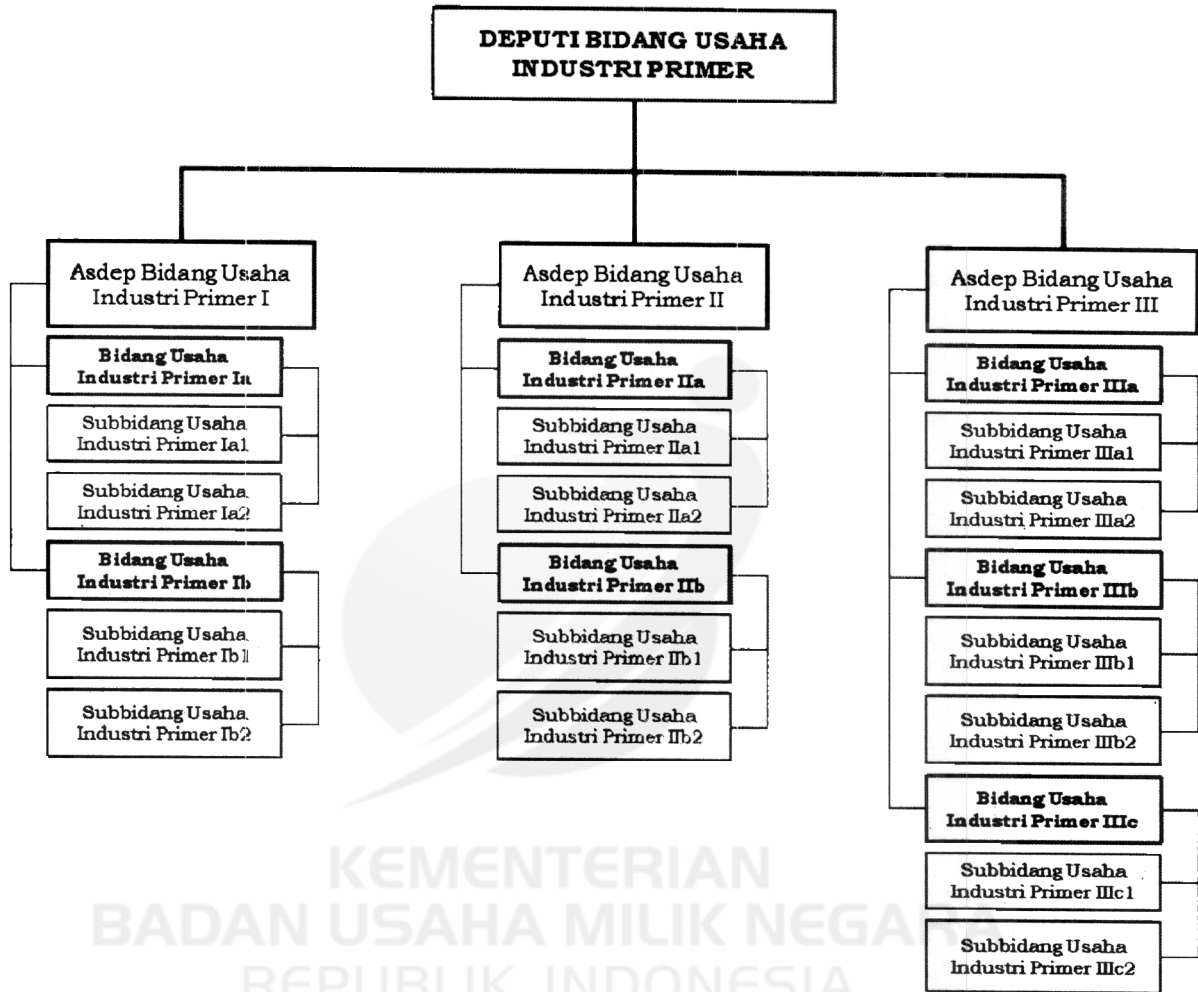 DEPUTI BIDANG USAHA
INDUSTRI PRIMER
Asdep Bidang Usaha
Industri Primer I
Bidang Usaha
Industri Primer Ia
Subbidang Usaha
Industri Primer Ia1
Subbidang Usaha
Industri Primer Ia2
Bidang Usaha
Industri Primer Ib
Subbidang Usaha
Industri Primer Ib1
Subbidang Usaha
Industri Primer Ib2
Asdep Bidang Usaha
Industri Primer II
Bidang Usaha
Industri Primer IIa
Subbidang Usaha
Industri Primer IIa1
Subbidang Usaha
Industri Primer IIa2
Bidang Usaha
Industri Primer IIb
Subbidang Usaha
Industri Primer IIb1
Subbidang Usaha
Industri Primer IIb2
Asdep Bidang Usaha
Industri Primer III
Bidang Usaha
Industri Primer IIIa
Subbidang Usaha
Industri Primer IIIa1
Subbidang Usaha
Industri Primer IIIa2
Bidang Usaha
Industri Primer IIIb
Subbidang Usaha
Industri Primer IIIb1
Subbidang Usaha
Industri Primer IIIb2
Bidang Usaha
Industri Primer IIIc
Subbidang Usaha
Industri Primer IIIc1
Subbidang Usaha
Industri Primer IIIc2
KEMENTERIAN
BADAN USAHA MILIK NEGARA
REPUBLIK INDONESIA